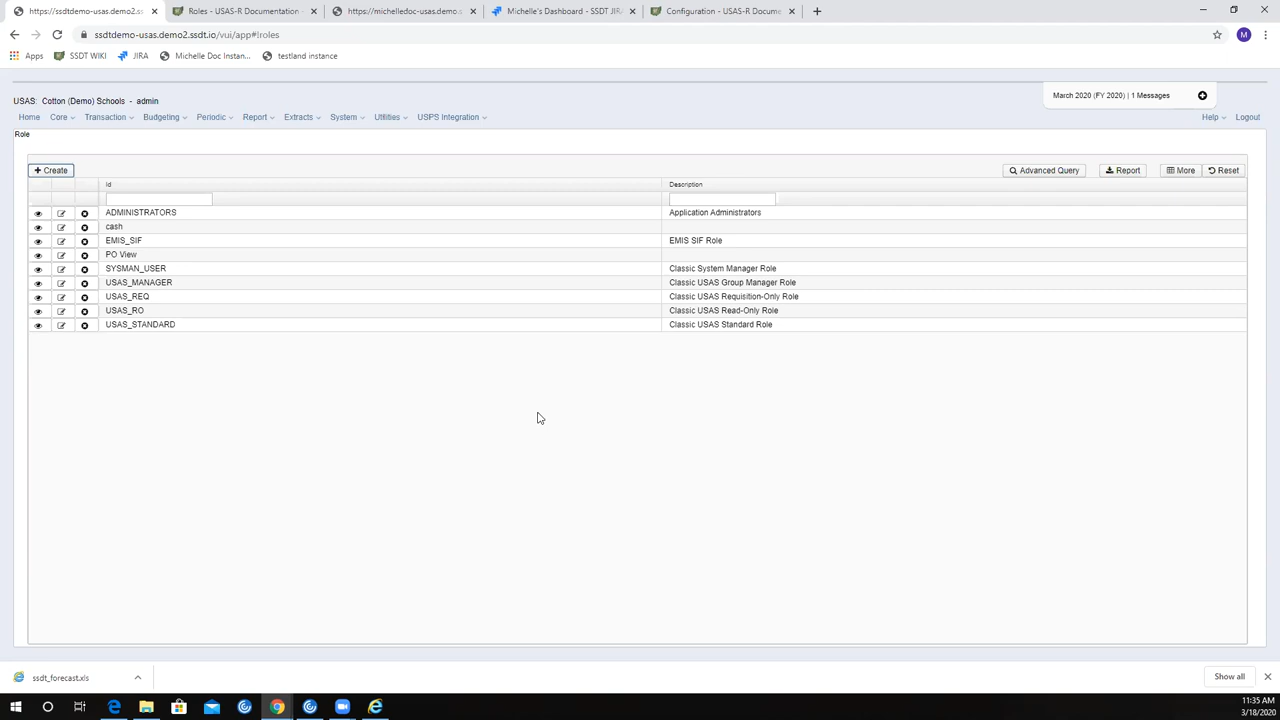 https://ssdtdemo-usas.demo2.ss
Roles - USAS-R Documentation
https://michelledoc-usas.demo.s
Michelle's Dashboard - SSDT JIRA
Configuration - USAS-R Docume
ssdtdemo-usas.demo2.ssdt.io/vui/app#!roles
M
Apps SSDT WIKI JIRA Michelle Doc Instan... testland instance
March 2020 (FY 2020) | 1 Messages
USAS: Cotton (Demo) Schools - admin
Home Core Transaction Budgeting Periodic Report Extracts System Utilities USPS Integration Help Logout
Role
Create Advanced Query Report More Reset
Id Description
ADMINISTRATORS Application Administrators
cash
EMIS_SIF EMIS SIF Role
PO View
SYSMAN_USER Classic System Manager Role
USAS_MANAGER Classic USAS Group Manager Role
USAS_REQ Classic USAS Requisition-Only Role
USAS_RO Classic USAS Read-Only Role
USAS_STANDARD Classic USAS Standard Role
ssdt_forecast.xls Show all
11:35 AM
3/18/2020